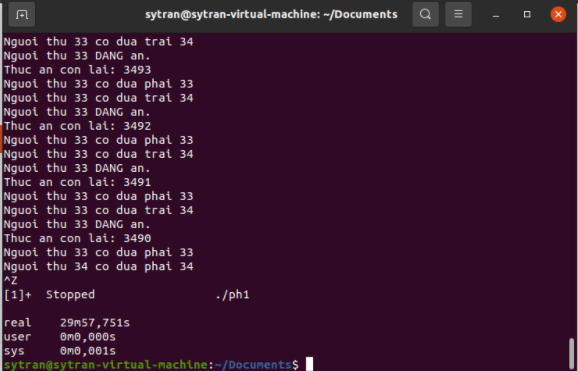 sytran@sytran-virtual-machine: ~/Documents
Nguoi thu 33 co dua trai 34
Nguoi thu 33 DANG an.
Thuc an con lai: 3493
Nguoi thu 33 co dua phai 33
Nguoi thu 33 co dua trai 34
Nguoi thu 33 DANG an.
Thuc an con lai: 3492
Nguoi thu 33 co dua phai 33
Nguoi thu 33 co dua trai 34
Nguoi thu 33 DANG an.
Thuc an con lai: 3491
Nguoi thu 33 co dua phai 33
Nguoi thu 33 co dua trai 34
Nguoi thu 33 DANG an.
Thuc an con lai: 3490
Nguoi thu 33 co dua phai 33
Nguoi thu 34 co dua phai 34
^Z
[1]+  Stopped                 ./ph1
real    29m57,751s
user    0m0,000s
sys     0m0,001s
sytran@sytran-virtual-machine:~/Documents$